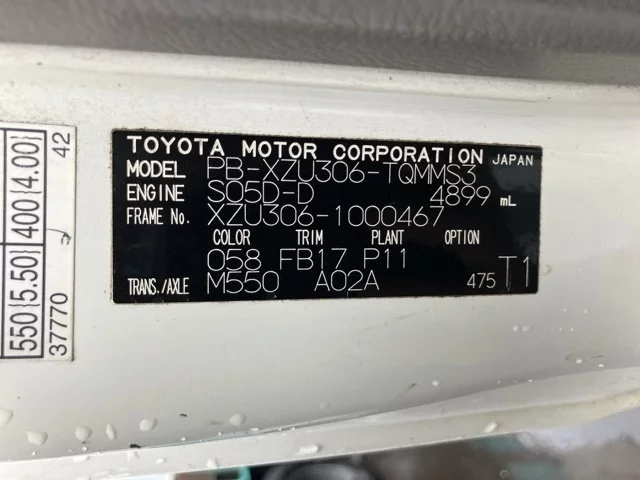 550(5.50) 400(4.00)
37770 42
TOYOTA MOTOR CORPORATION JAPAN
MODEL PB-XZU306-TQMMS3
ENGINE S05D-D 4899 mL
FRAME No. XZU306-1000467
COLOR TRIM PLANT OPTION
058 FB17 P11
TRANS./AXLE M550 A02A 475 T1